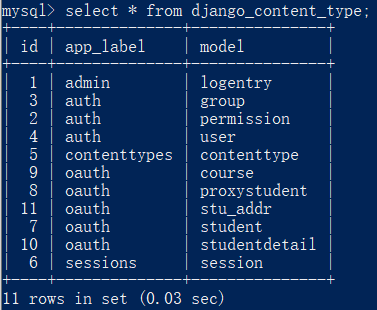 mysql> select * from django_content_type;
+----+--------------+---------------+
| id | app_label    | model         |
+----+--------------+---------------+
|  1 | admin        | logentry      |
|  3 | auth         | group         |
|  2 | auth         | permission    |
|  4 | auth         | user          |
|  5 | contenttypes | contenttype   |
|  9 | oauth        | course        |
|  8 | oauth        | proxystudent  |
| 11 | oauth        | stu_addr      |
|  7 | oauth        | student       |
| 10 | oauth        | studentdetail |
|  6 | sessions     | session       |
+----+--------------+---------------+
11 rows in set (0.03 sec)